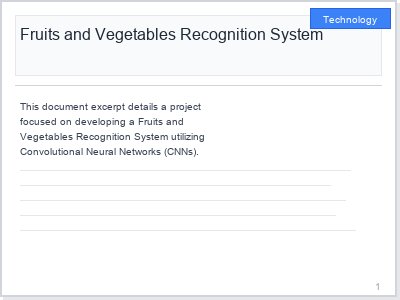 Technology
Fruits and Vegetables Recognition System
This document excerpt details a project
focused on developing a Fruits and
Vegetables Recognition System utilizing
Convolutional Neural Networks (CNNs).
1